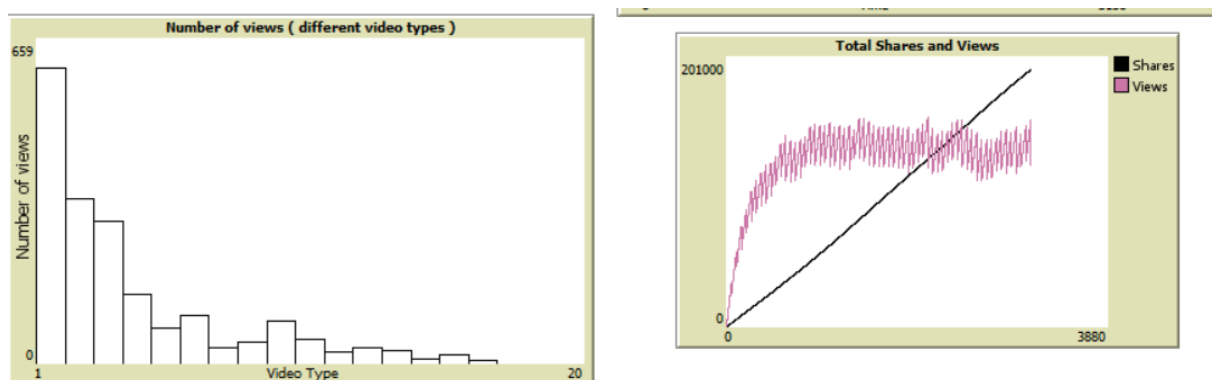 Number of views ( different video types )
659
Number of views
0
1
Video Type
20
Total Shares and Views
201000
Shares
Views
0
0
3880